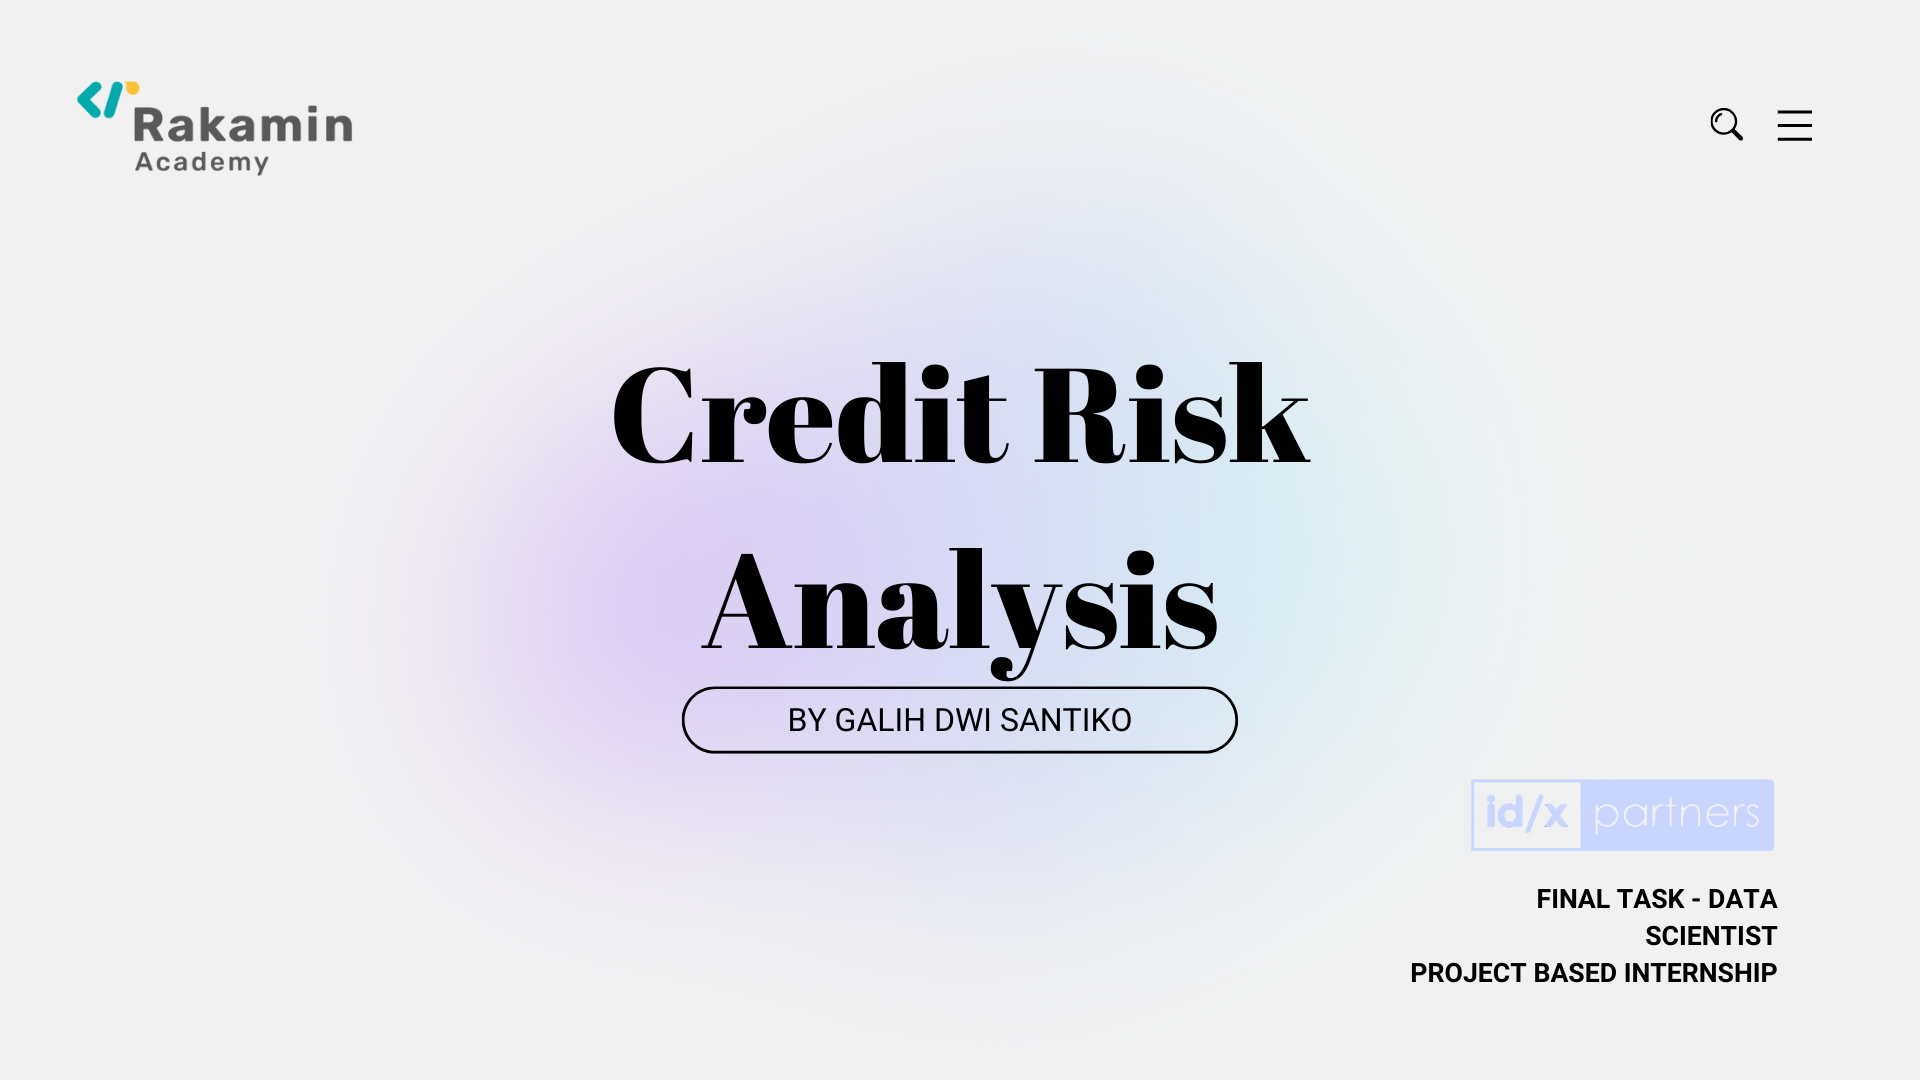 Rakamin
Academy
Credit Risk
Analysis
BY GALIH DWI SANTIKO
id/x partners
FINAL TASK - DATA
SCIENTIST
PROJECT BASED INTERNSHIP